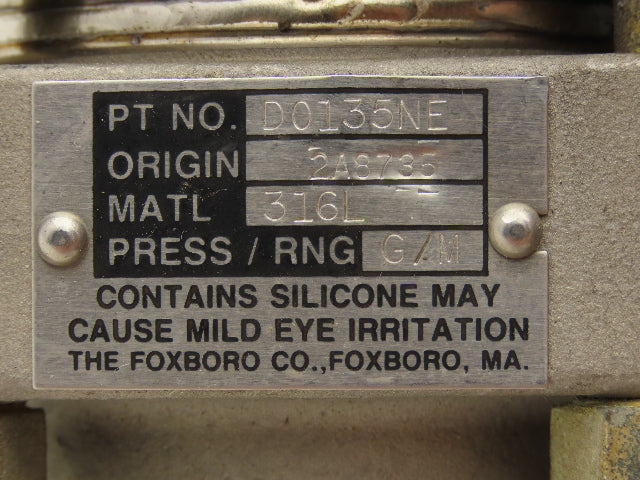 PT NO. D0135NE
ORIGIN 2A8735
MATL 316L
PRESS / RNG G/M
CONTAINS SILICONE MAY
CAUSE MILD EYE IRRITATION
THE FOXBORO CO., FOXBORO, MA.